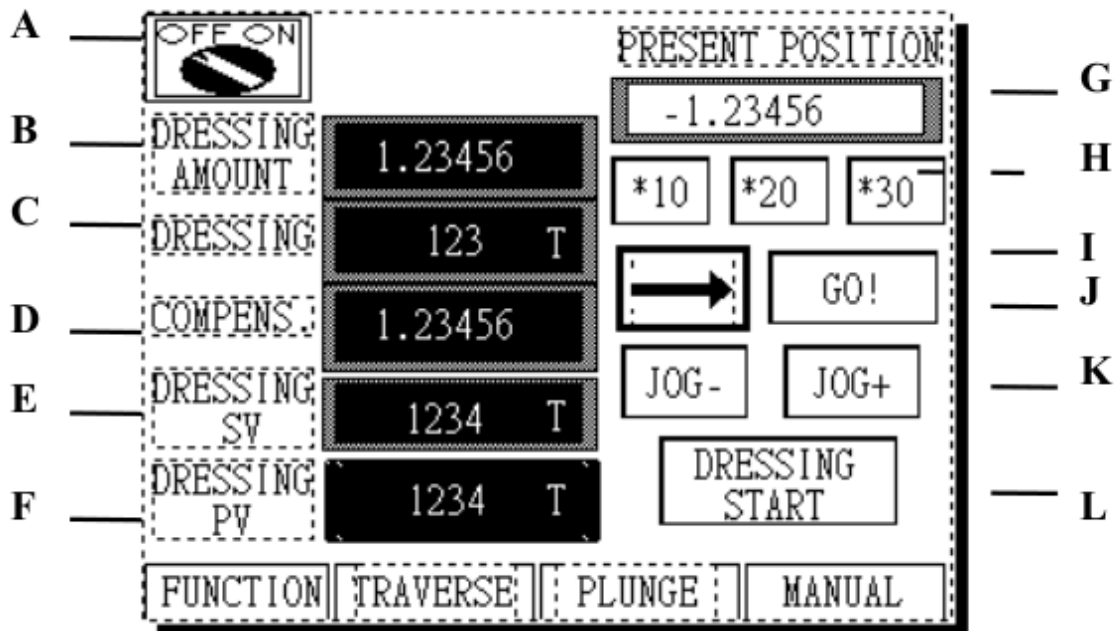 A
OFF ON
PRESENT POSITION
G
-1.23456
B
DRESSING
AMOUNT
1.23456
H
*10 *20 *30
C
DRESSING
123 T
I
J
GO!
D
COMPENS.
1.23456
K
JOG- JOG+
E
DRESSING
SV
1234 T
DRESSING
START
L
F
DRESSING
PV
1234 T
FUNCTION TRAVERSE PLUNGE MANUAL